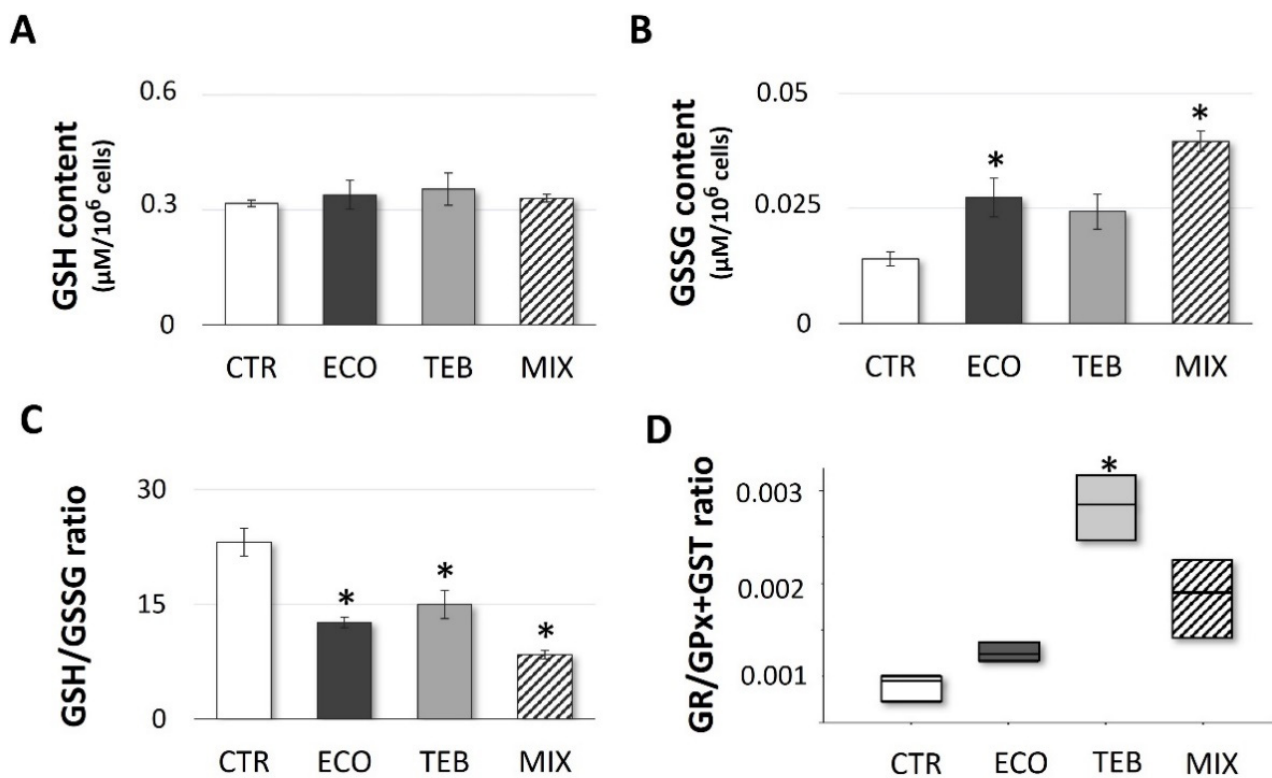 A
GSH content
(µM/10⁶ cells)
0.6
0.3
0
CTR ECO TEB MIX
B
GSSG content
(µM/10⁶ cells)
0.05
0.025
0
*
*
CTR ECO TEB MIX
C
GSH/GSSG ratio
30
15
0
*
*
*
CTR ECO TEB MIX
D
GR/GPx+GST ratio
0.003
0.002
0.001
*
CTR ECO TEB MIX